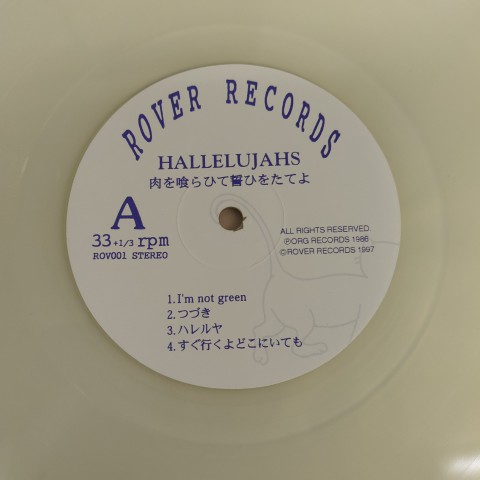 ROVER RECORDS
HALLELUJAHS
肉を喰らひて誓ひをたてよ
A
33+1/3 rpm
ROV001 STEREO
ALL RIGHTS RESERVED.
ⓅORG RECORDS 1986
©ROVER RECORDS 1997
1.I'm not green
2.つづき
3.ハレルヤ
4.すぐ行くよどこにいても